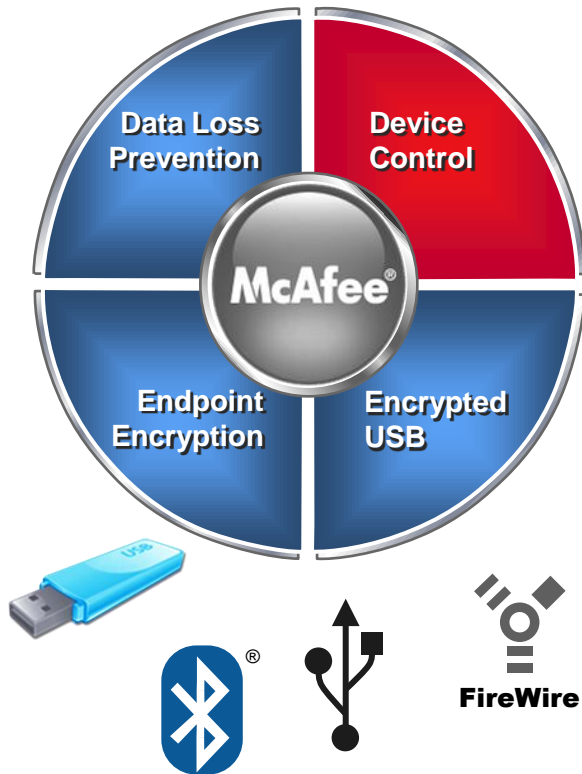 Data Loss
Prevention
Device
Control
McAfee®
Endpoint
Encryption
Encrypted
USB
USB
®
FireWire